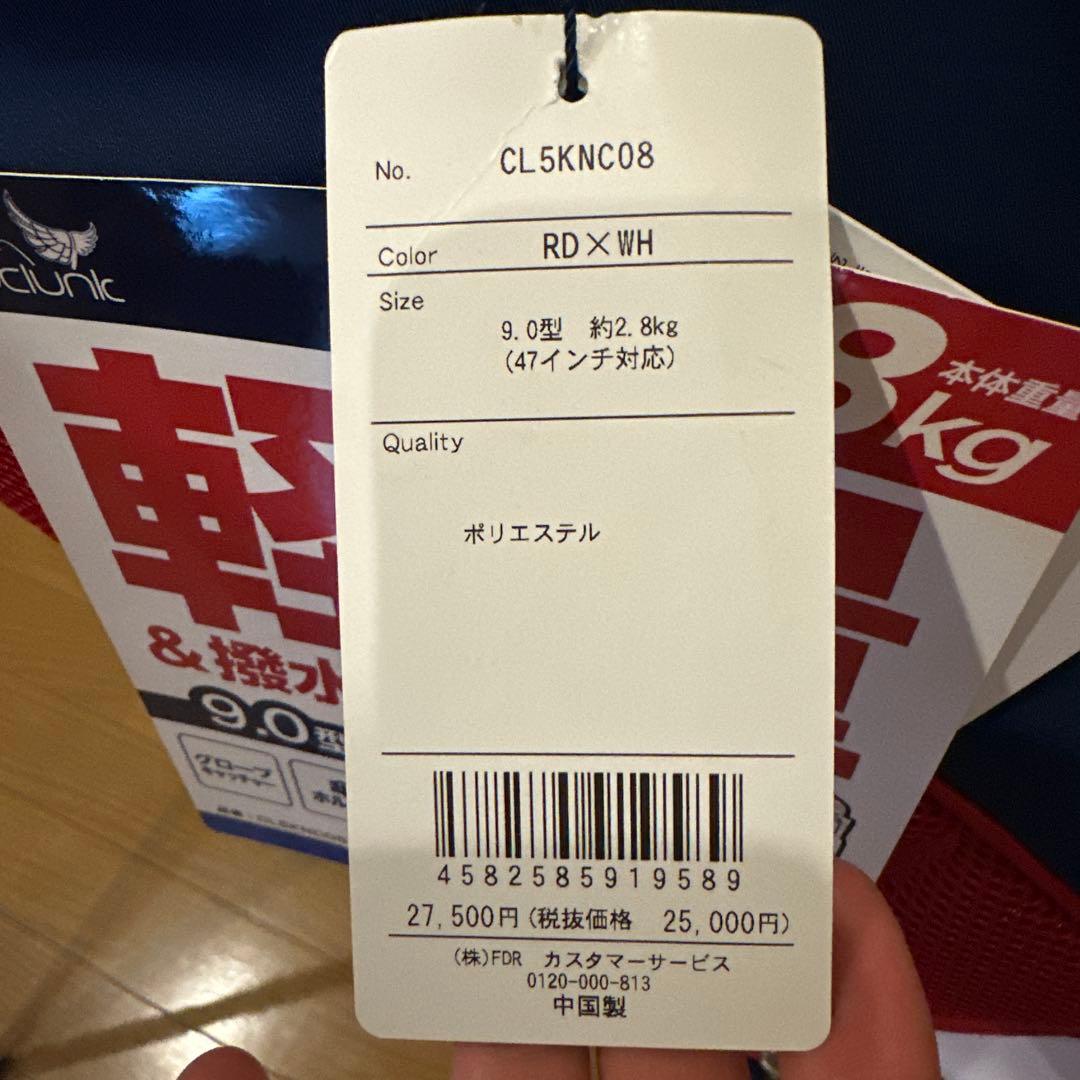 No. CL5KNC08
Color RD×WH
Size
9.0型 約2.8kg
(47インチ対応)
Quality
ポリエステル
4582585919589
27,500円(税抜価格 25,000円)
(株)FDR カスタマーサービス
0120-000-813
中国製
clunk
軽
&撥水
9.0型
グローブ
キャッチャー
本体重量
8kg
量